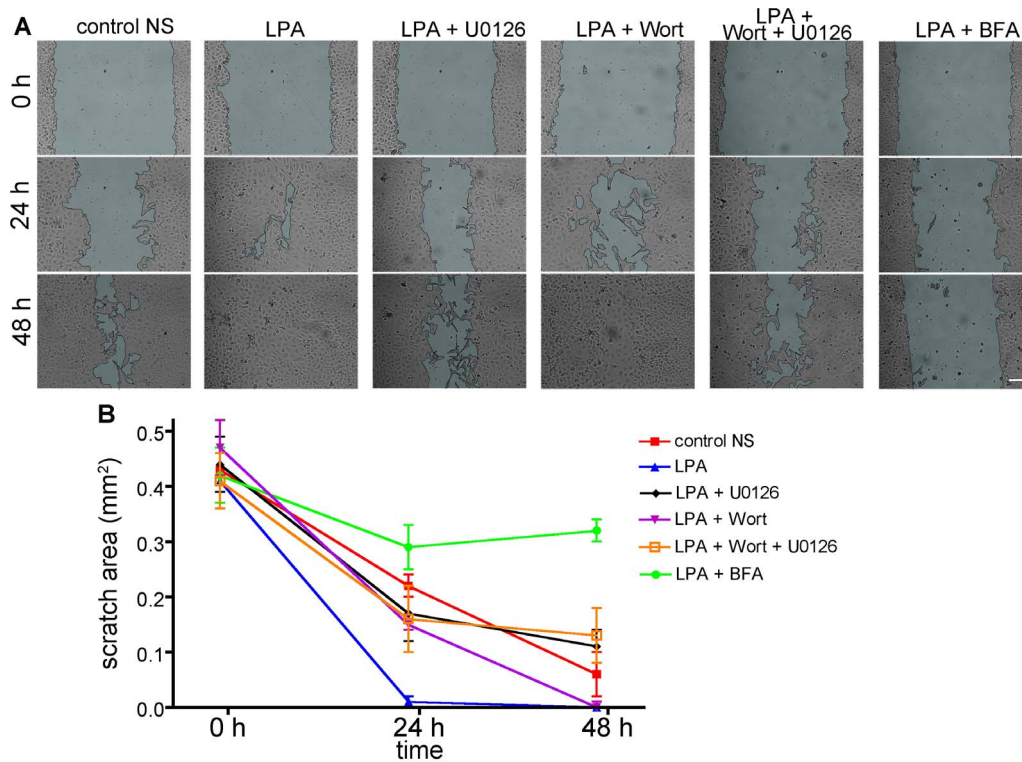 A
control NS
LPA
LPA + U0126
LPA + Wort
LPA +
Wort + U0126
LPA + BFA
0 h
24 h
48 h
B
scratch area (mm²)
0.5
0.4
0.3
0.2
0.1
0.0
0 h
24 h
48 h
time
control NS
LPA
LPA + U0126
LPA + Wort
LPA + Wort + U0126
LPA + BFA